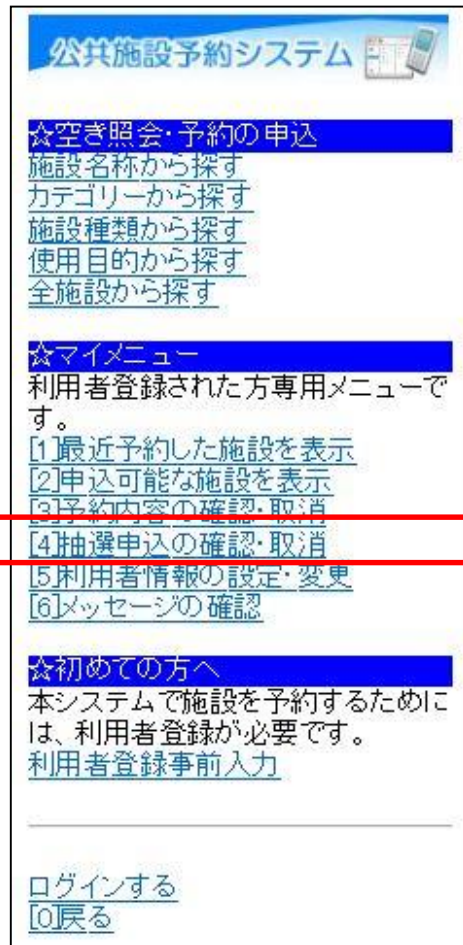 公共施設予約システム
☆空き照会・予約の申込
施設名称から探す
カテゴリーから探す
施設種類から探す
使用目的から探す
全施設から探す
☆マイメニュー
利用者登録された方専用メニューで
す。
[1]最近予約した施設を表示
[2]申込可能な施設を表示
[3]予約内容の確認・取消
[4]抽選申込の確認・取消
[5]利用者情報の設定・変更
[6]メッセージの確認
☆初めての方へ
本システムで施設を予約するために
は、利用者登録が必要です。
利用者登録事前入力
ログインする
[0]戻る